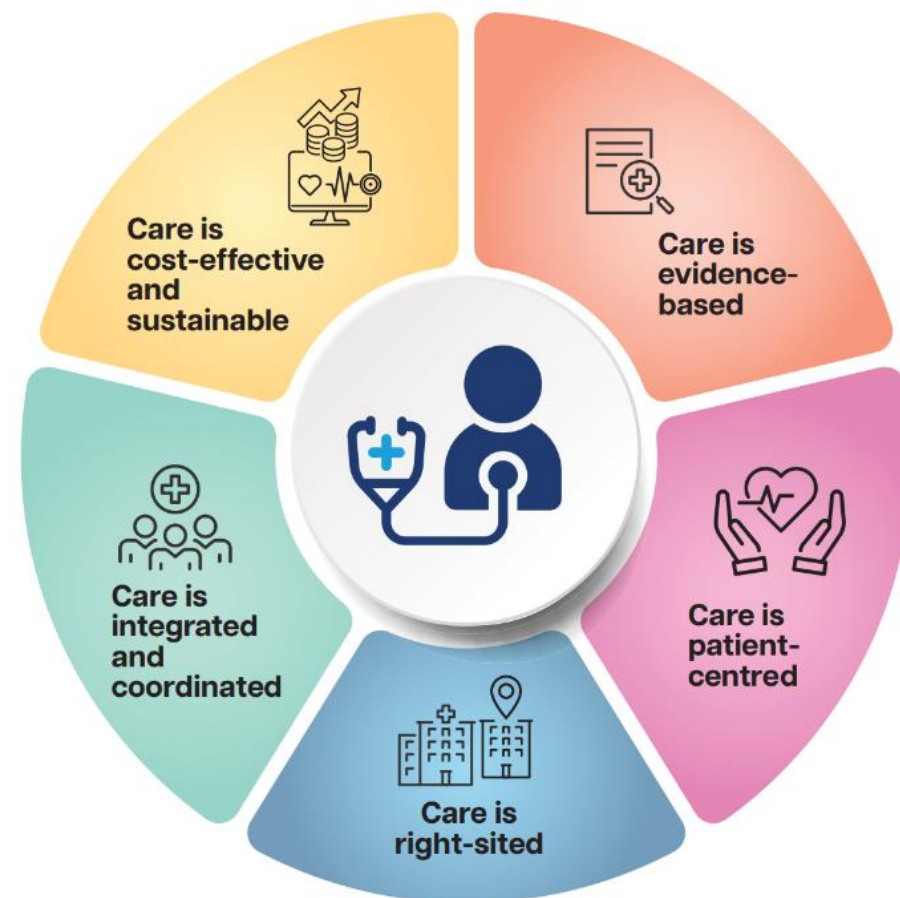 Care is
cost-effective
and
sustainable
Care is
evidence-
based
Care is
patient-
centred
Care is
right-sited
Care is
integrated
and
coordinated